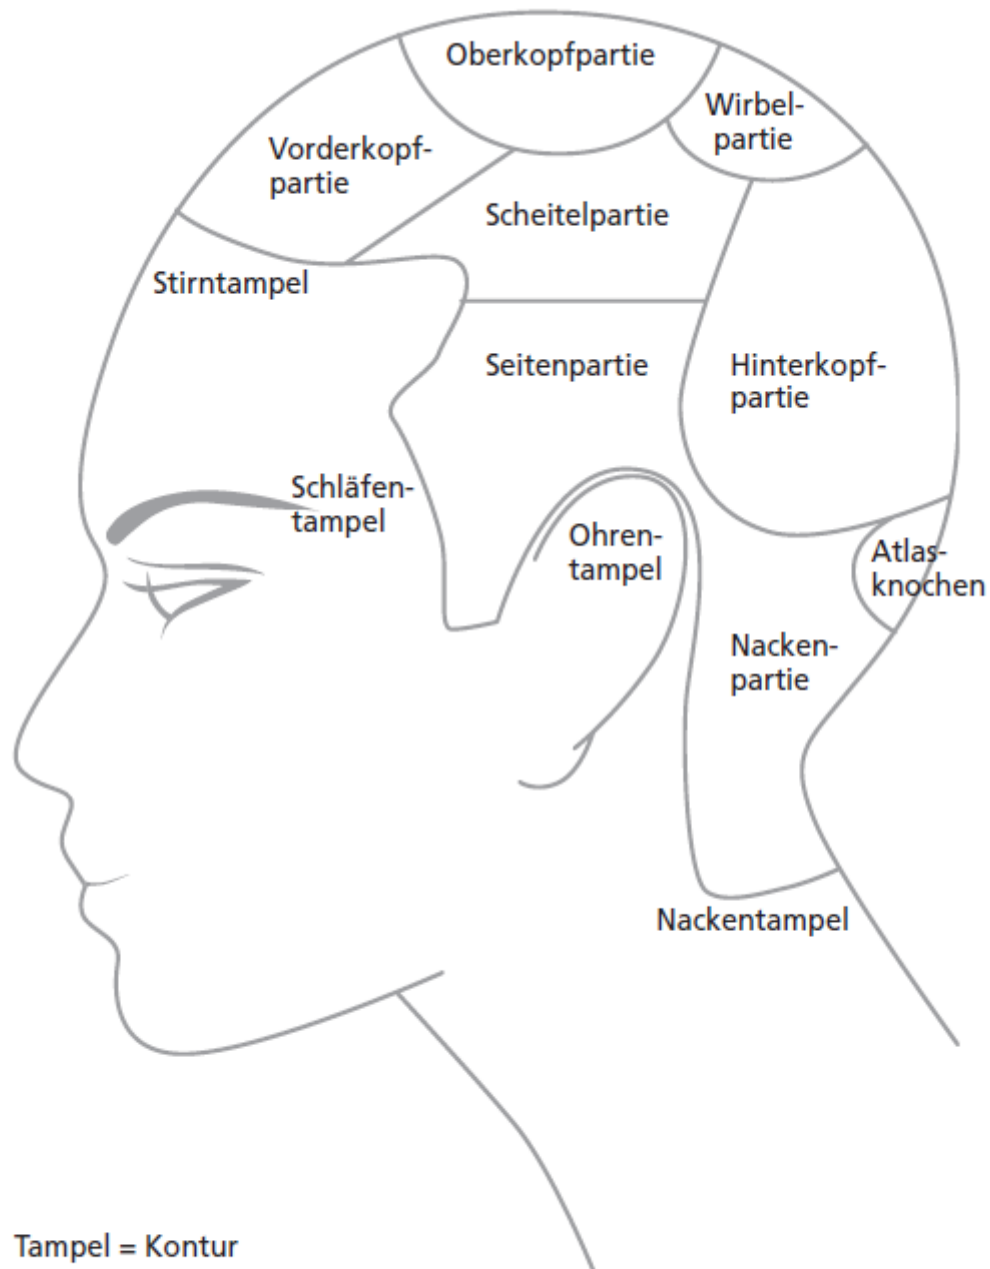 Oberkopfpartie
Wirbel-
partie
Vorderkopf-
partie
Scheitelpartie
Stirntampel
Seitenpartie
Hinterkopf-
partie
Schläfen-
tampel
Ohren-
tampel
Atlas-
knochen
Nacken-
partie
Nackentampel
Tampel = Kontur